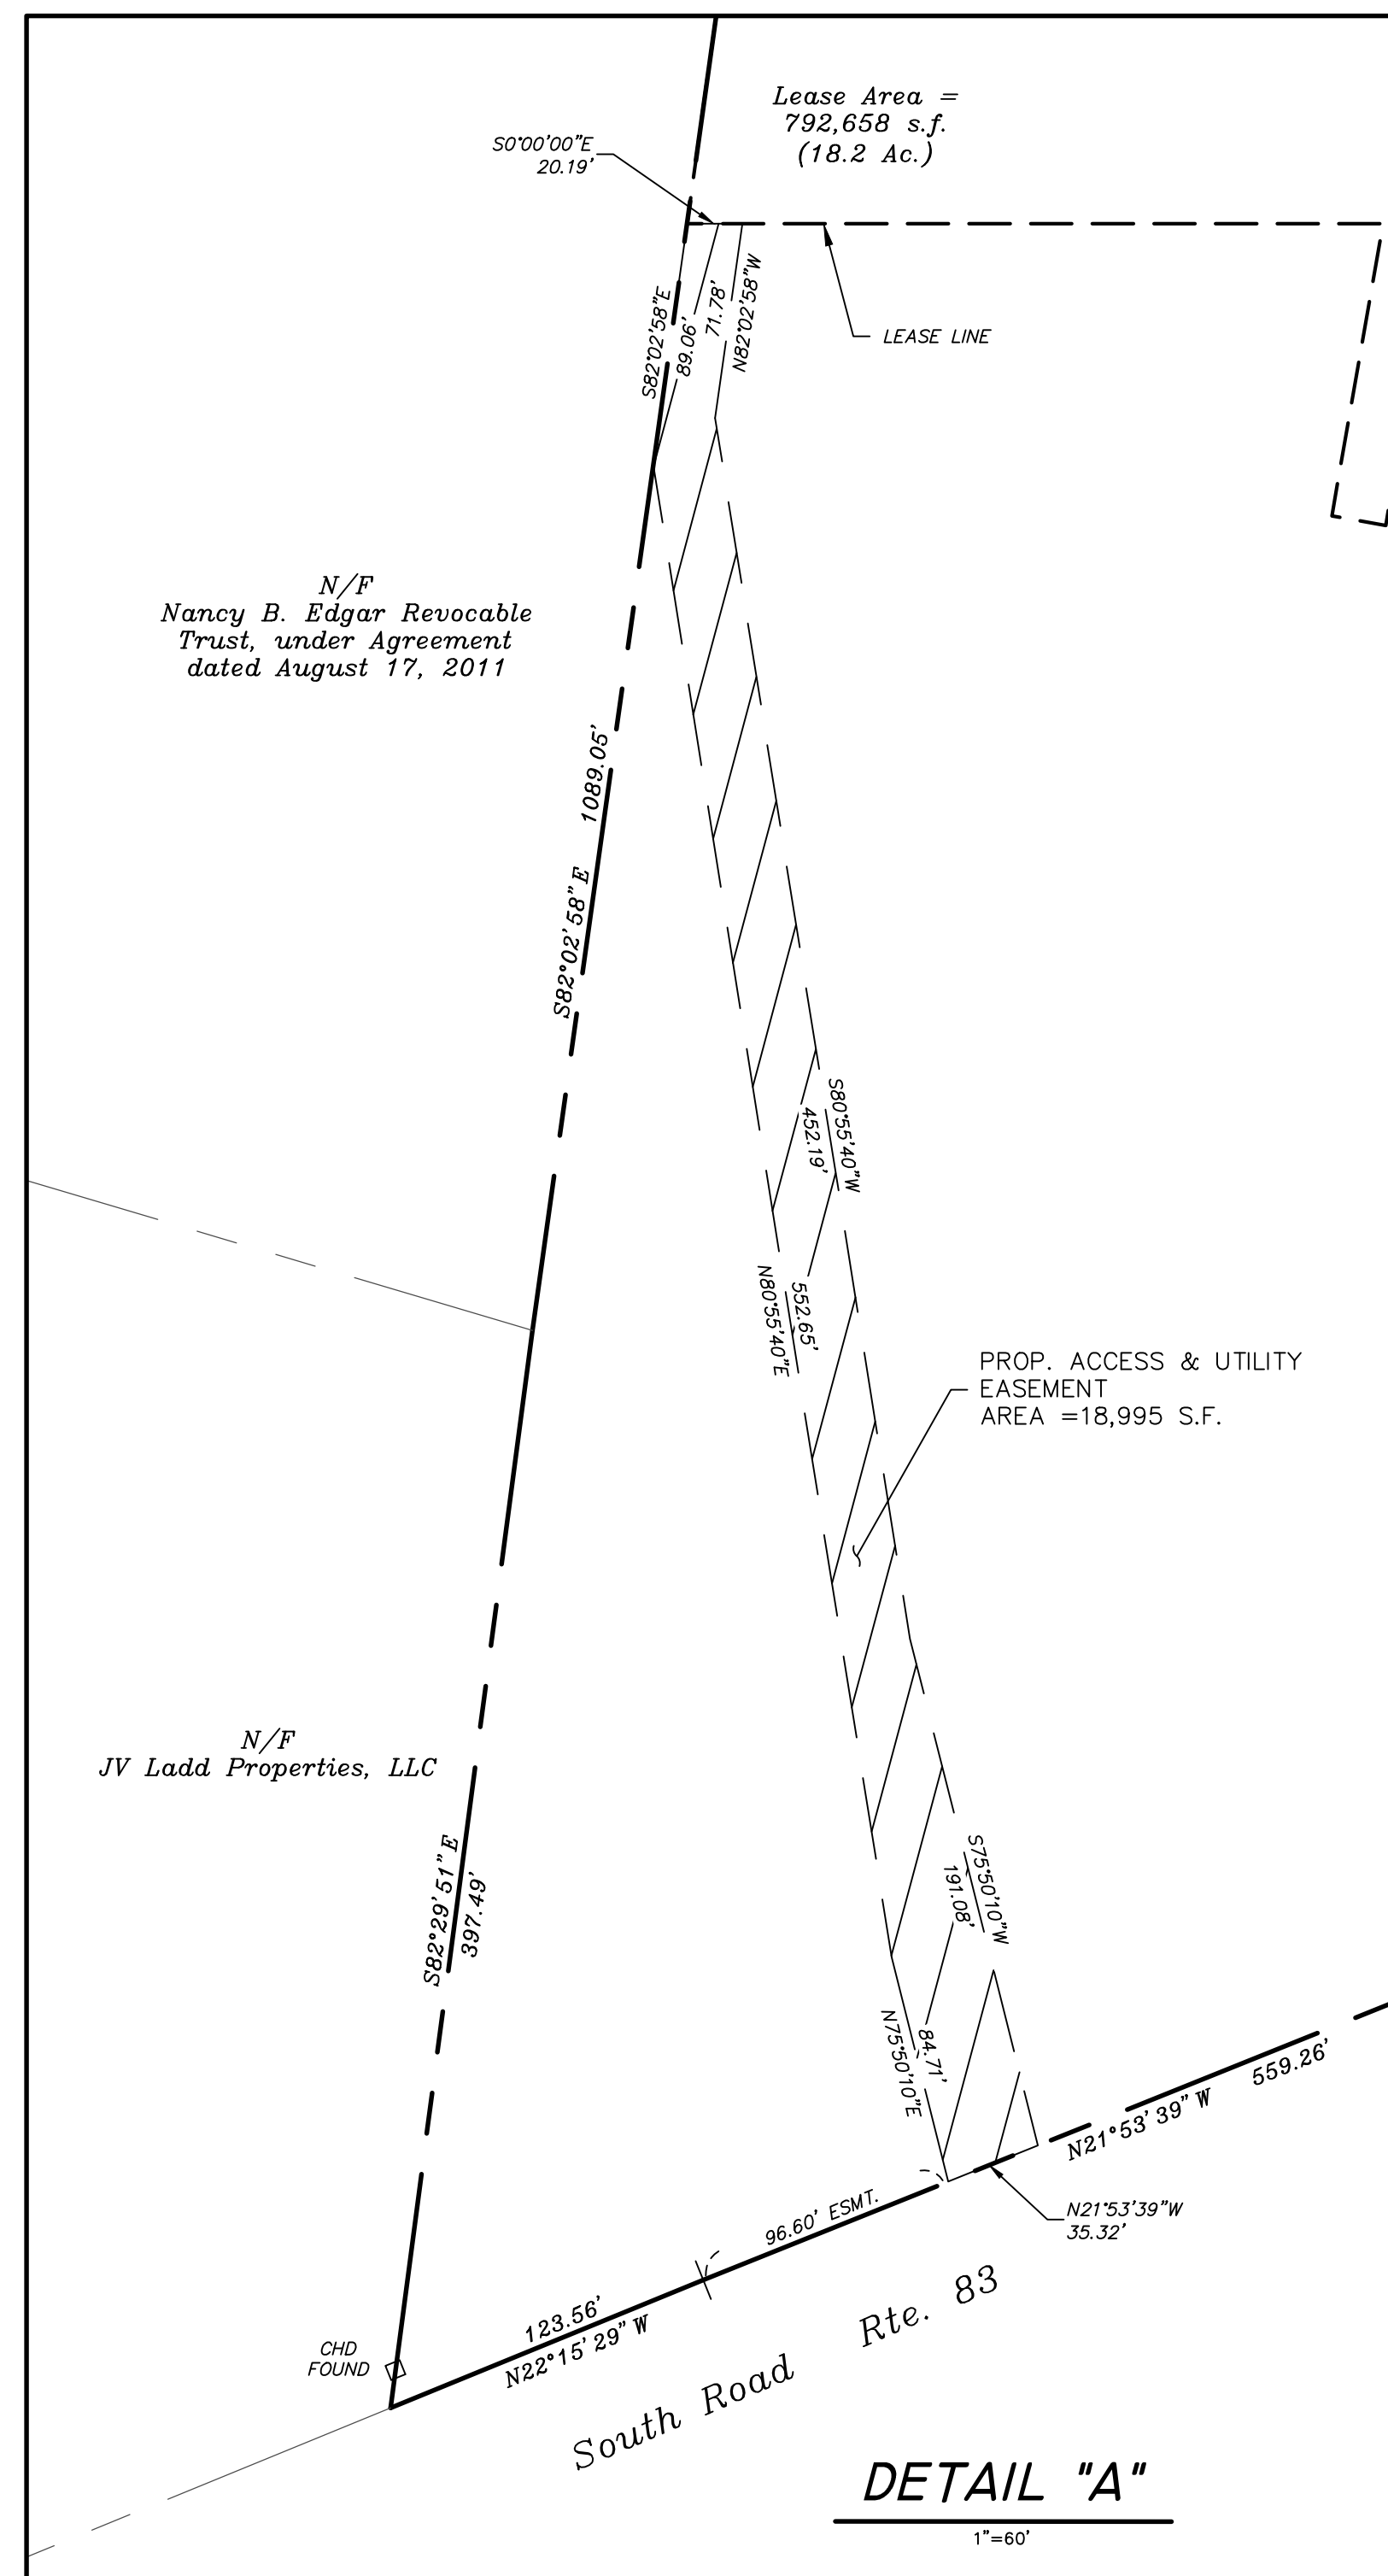 Lease Area =
792,658 s.f.
(18.2 Ac.)
S0°00'00"E
20.19'
S82°02'58"E
89.06'
71.78'
N82°02'58"W
LEASE LINE
N/F
Nancy B. Edgar Revocable
Trust, under Agreement
dated August 17, 2011
S82°02'58"E 1089.05'
S80°55'40"W
452.19'
552.65'
N80°55'40"E
PROP. ACCESS & UTILITY
EASEMENT
AREA =18,995 S.F.
N/F
JV Ladd Properties, LLC
S82°29'51"E
397.49'
S75°50'10"W
191.08'
84.71'
N75°50'10"E
N21°53'39"W 559.26'
N21°53'39"W
35.32'
96.60' ESMT.
123.56'
N22°15'29"W
CHD
FOUND
South Road Rte. 83
DETAIL "A"
1"=60'